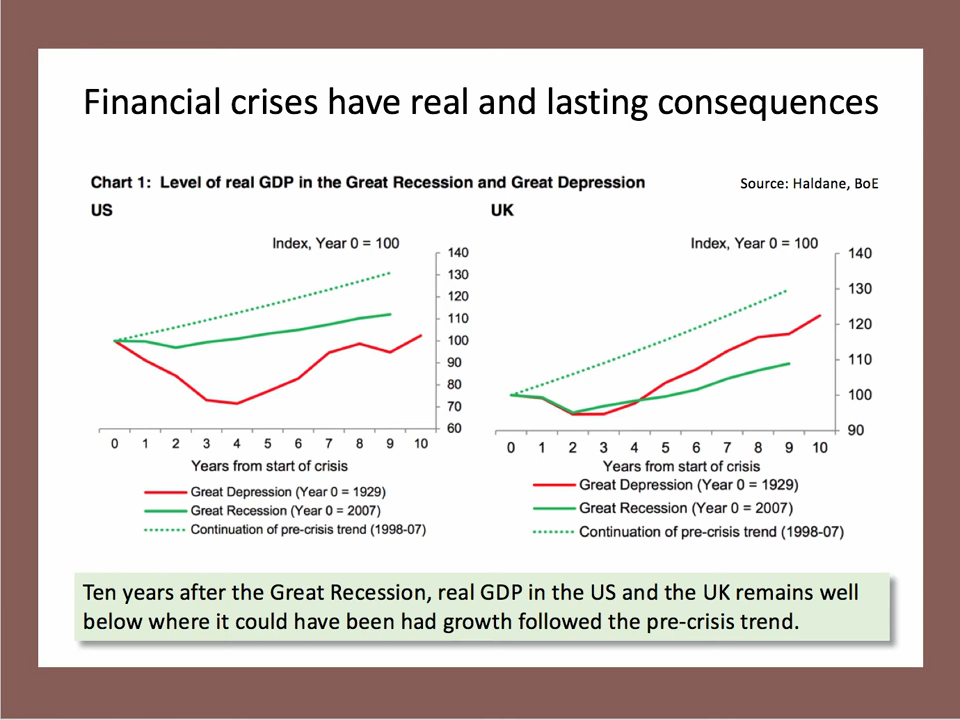 Financial crises have real and lasting consequences
Chart 1: Level of real GDP in the Great Recession and Great Depression
Source: Haldane, BoE
US
Index, Year 0 = 100
140
130
120
110
100
90
80
70
60
0 1 2 3 4 5 6 7 8 9 10
Years from start of crisis
Great Depression (Year 0 = 1929)
Great Recession (Year 0 = 2007)
Continuation of pre-crisis trend (1998-07)
UK
Index, Year 0 = 100
140
130
120
110
100
90
0 1 2 3 4 5 6 7 8 9 10
Years from start of crisis
Great Depression (Year 0 = 1929)
Great Recession (Year 0 = 2007)
Continuation of pre-crisis trend (1998-07)
Ten years after the Great Recession, real GDP in the US and the UK remains well
below where it could have been had growth followed the pre-crisis trend.